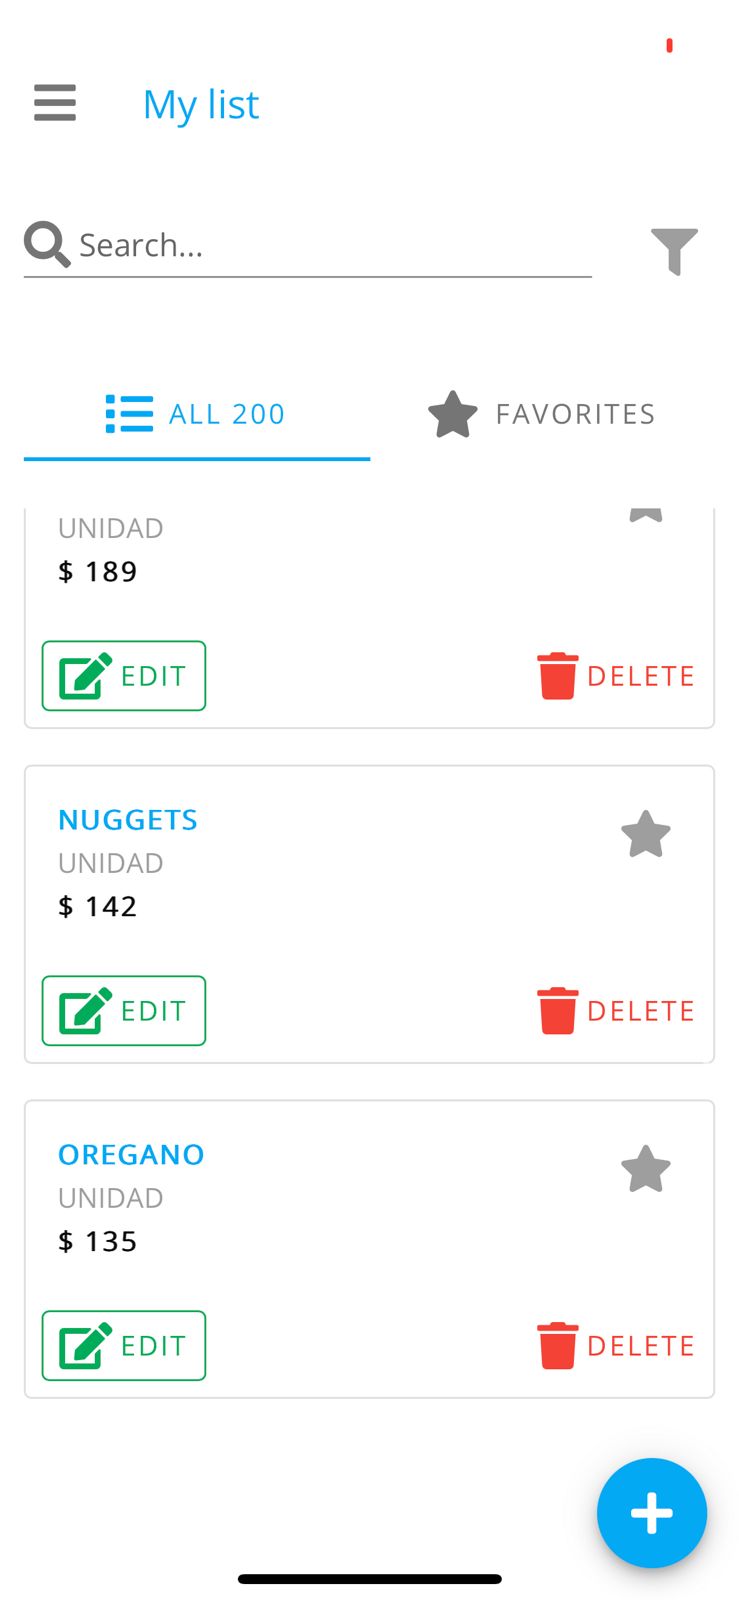 My list
Search...
ALL 200
FAVORITES
UNIDAD
$ 189
EDIT
DELETE
NUGGETS
UNIDAD
$ 142
EDIT
DELETE
OREGANO
UNIDAD
$ 135
EDIT
DELETE